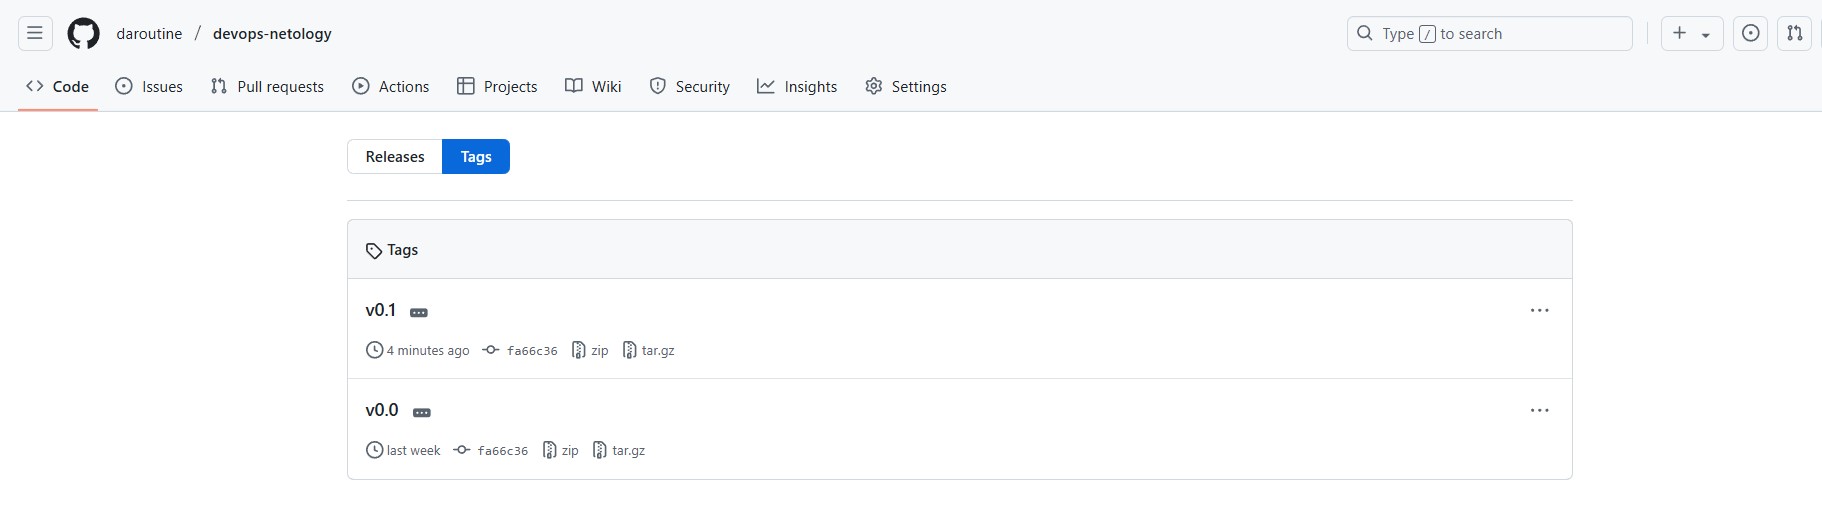 daroutine / devops-netology
Type / to search
Code Issues Pull requests Actions Projects Wiki Security Insights Settings
Releases Tags
Tags
v0.1
4 minutes ago fa66c36 zip tar.gz
v0.0
last week fa66c36 zip tar.gz